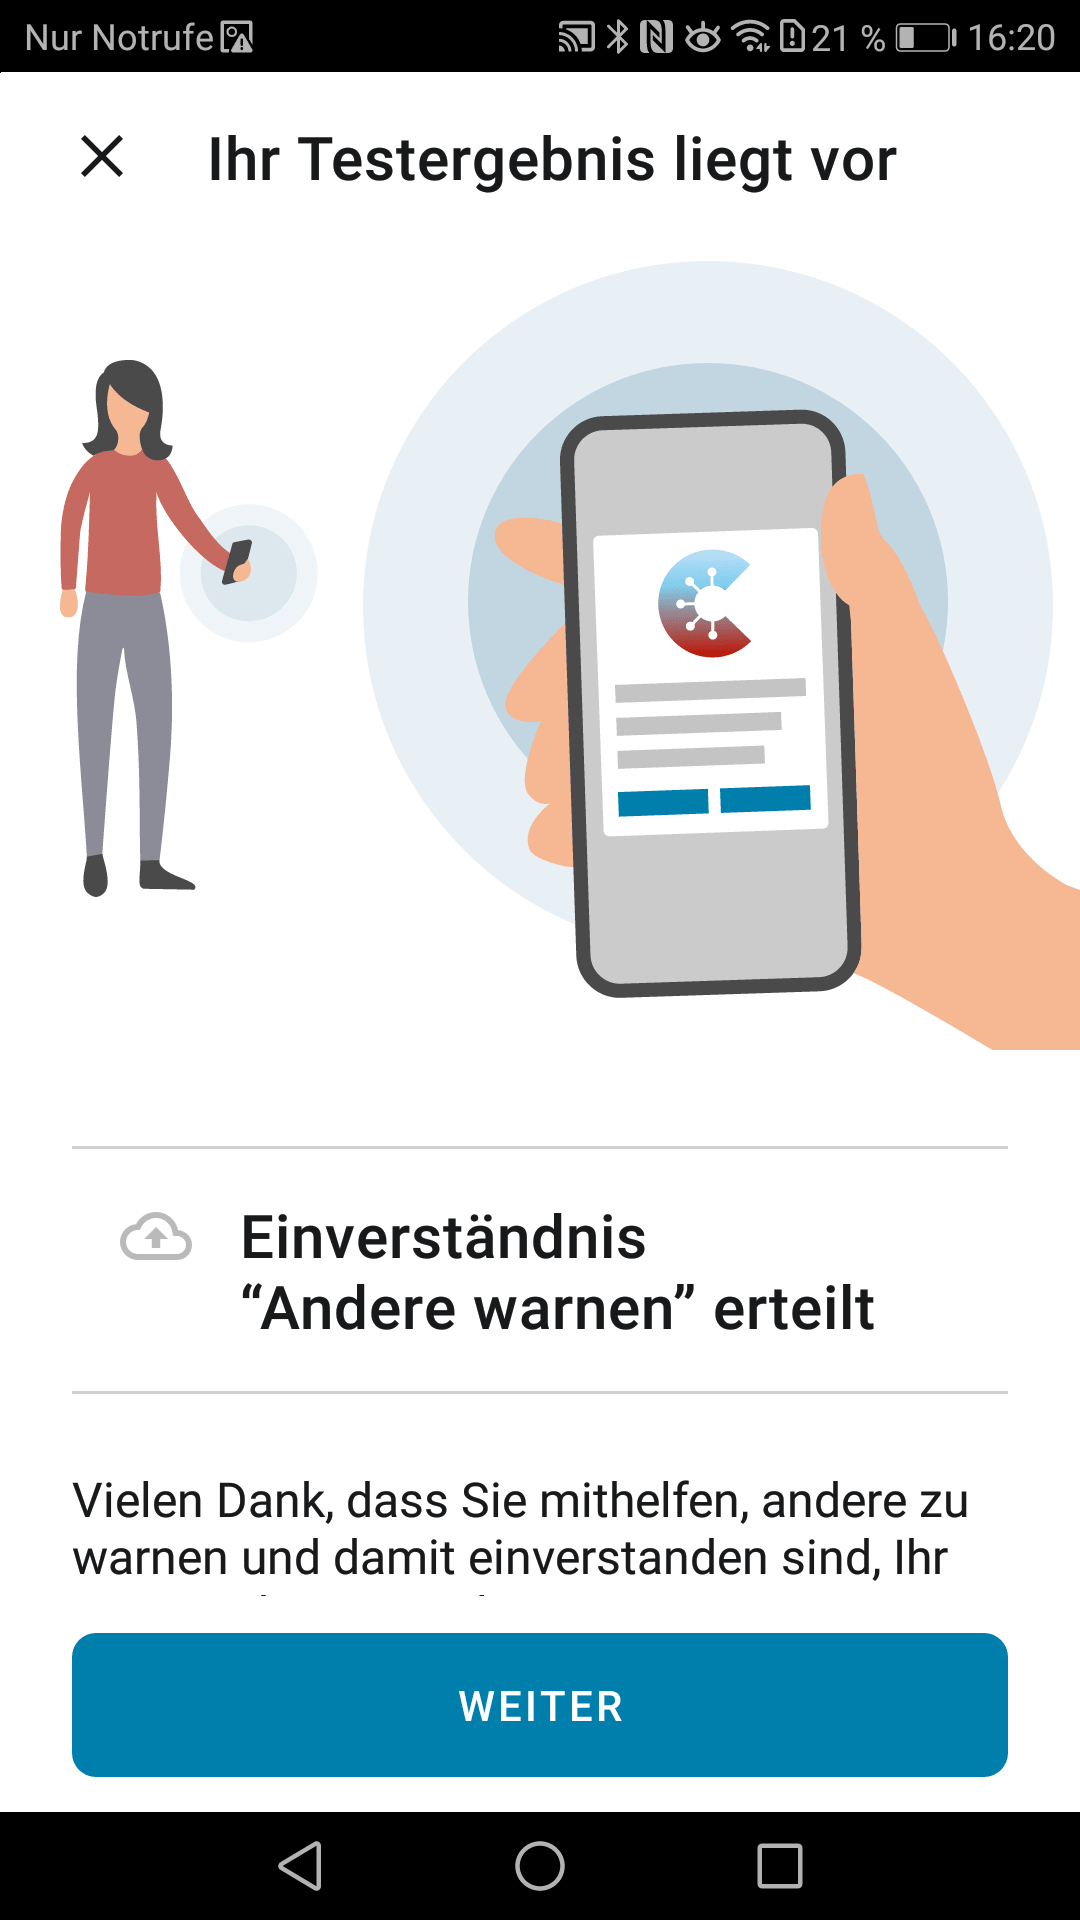 Nur Notrufe 21 % 16:20
Ihr Testergebnis liegt vor
Einverständnis
“Andere warnen” erteilt
Vielen Dank, dass Sie mithelfen, andere zu
warnen und damit einverstanden sind, Ihr
WEITER